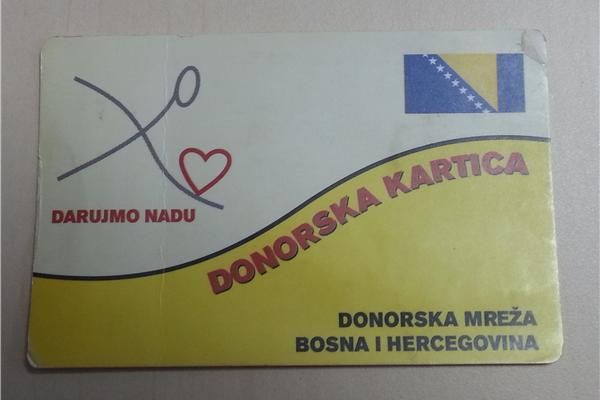 DARUJMO NADU
DONORSKA KARTICA
DONORSKA MREŽA
BOSNA I HERCEGOVINA